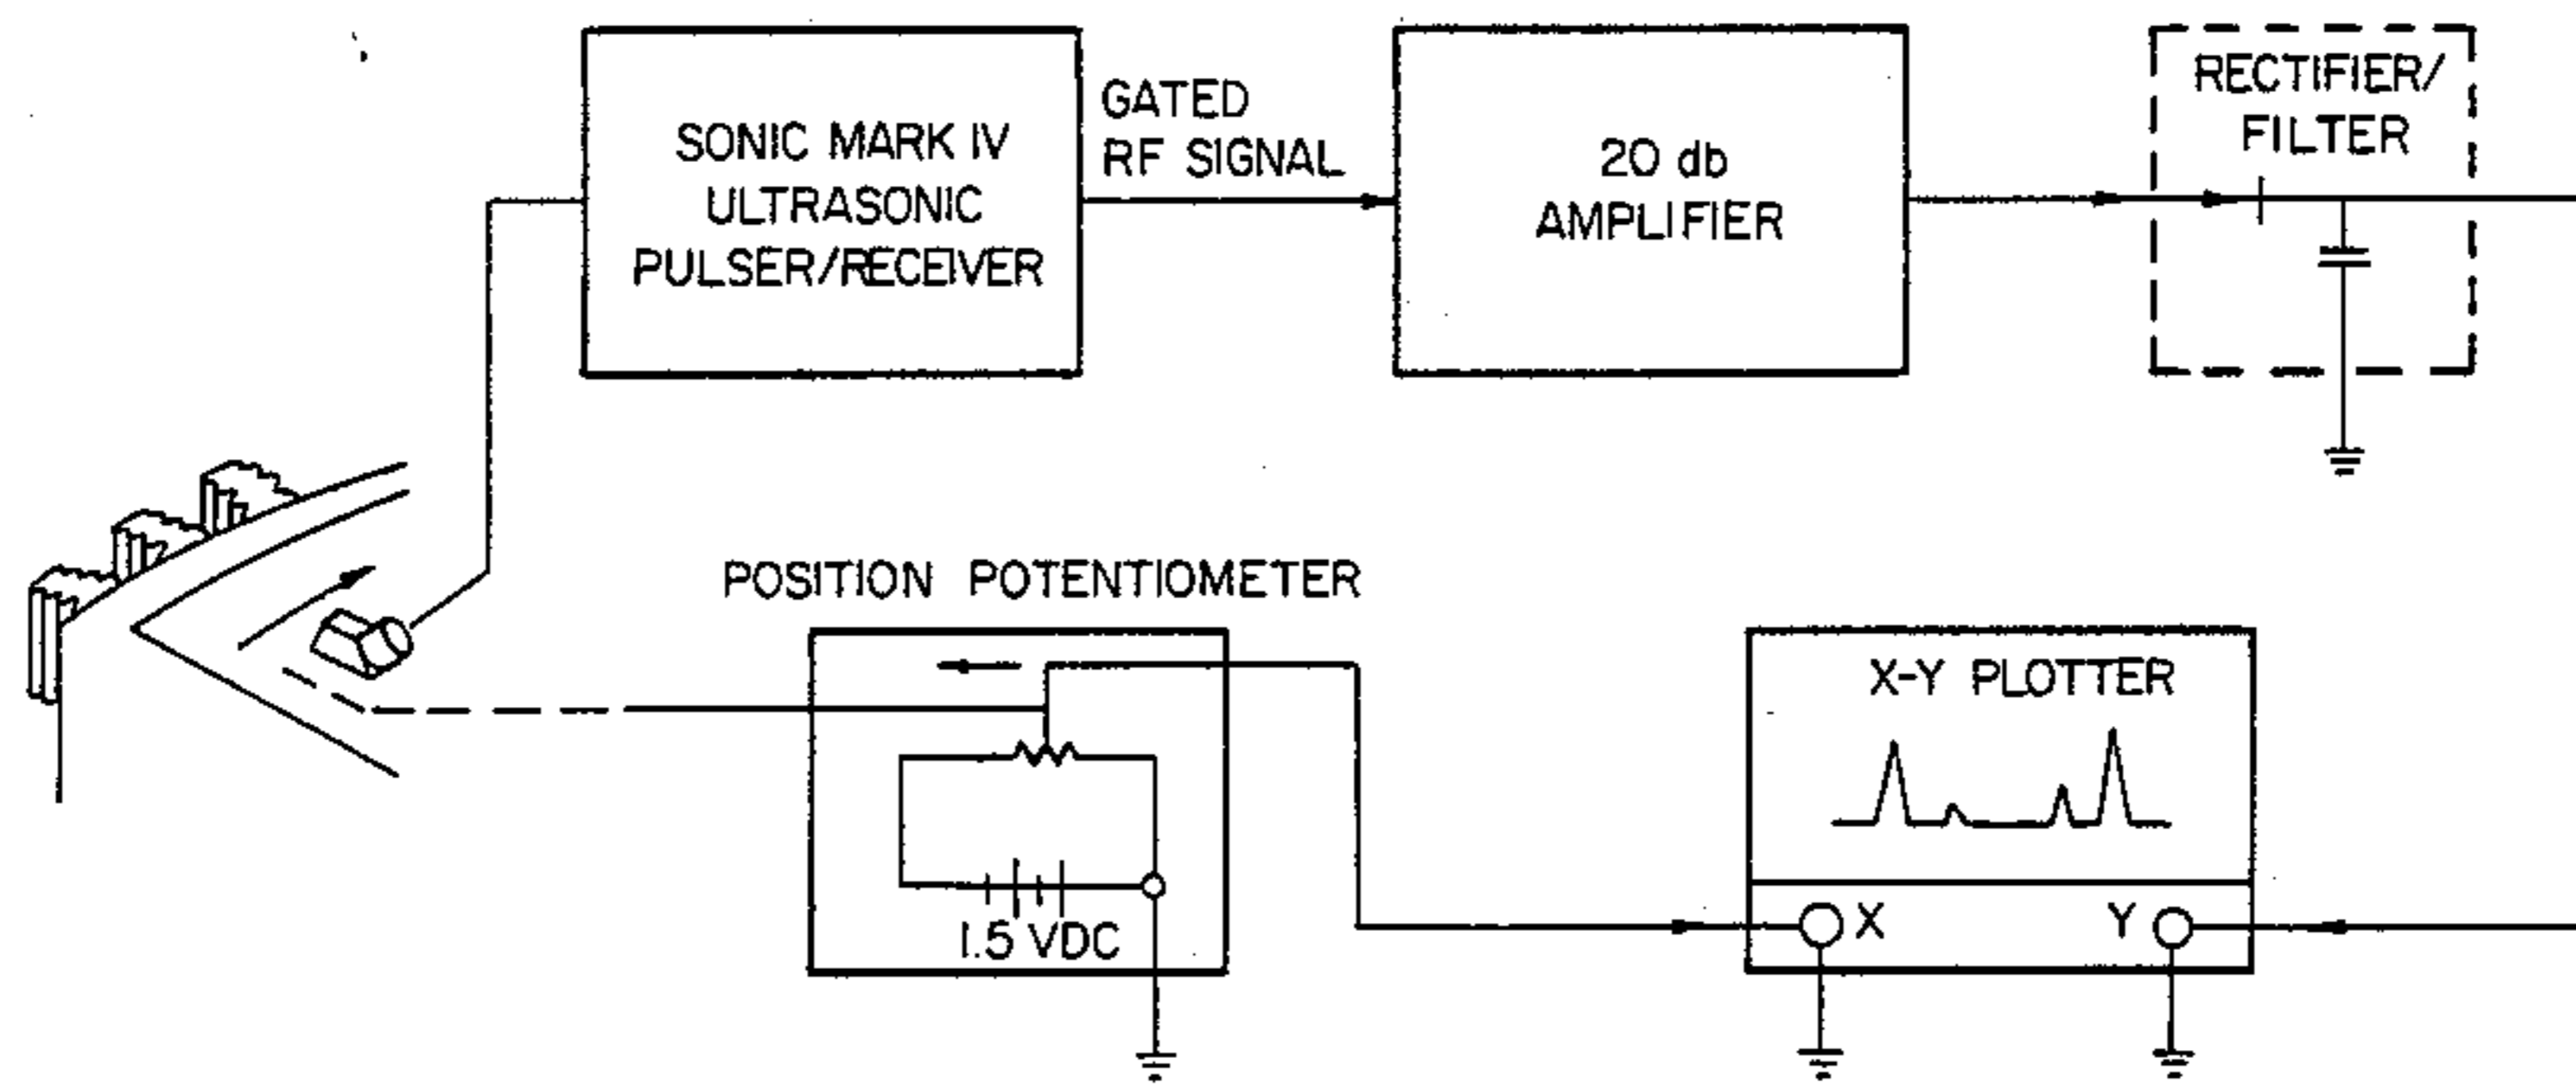 SONIC MARK IV
ULTRASONIC
PULSER/RECEIVER
GATED
RF SIGNAL
20 db
AMPLIFIER
RECTIFIER/
FILTER
POSITION POTENTIOMETER
1.5 VDC
X-Y PLOTTER
X
Y